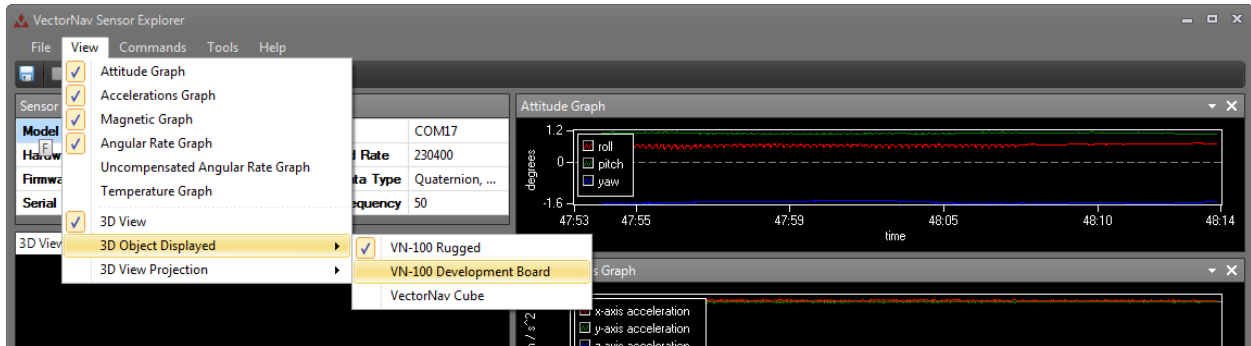 VectorNav Sensor Explorer
File View Commands Tools Help
Attitude Graph
Accelerations Graph
Magnetic Graph
Angular Rate Graph
Uncompensated Angular Rate Graph
Temperature Graph
3D View
3D Object Displayed
3D View Projection
VN-100 Rugged
VN-100 Development Board
VectorNav Cube
Sensor
Model COM17
F
Rate 230400
Type Quaternion, ...
Serial 50
3D View
Attitude Graph
1.2
0
-1.6
degrees
roll
pitch
yaw
47:53 47:55 47:59 48:05 48:10 48:14
time
Graph
x-axis acceleration
y-axis acceleration
z-axis acceleration